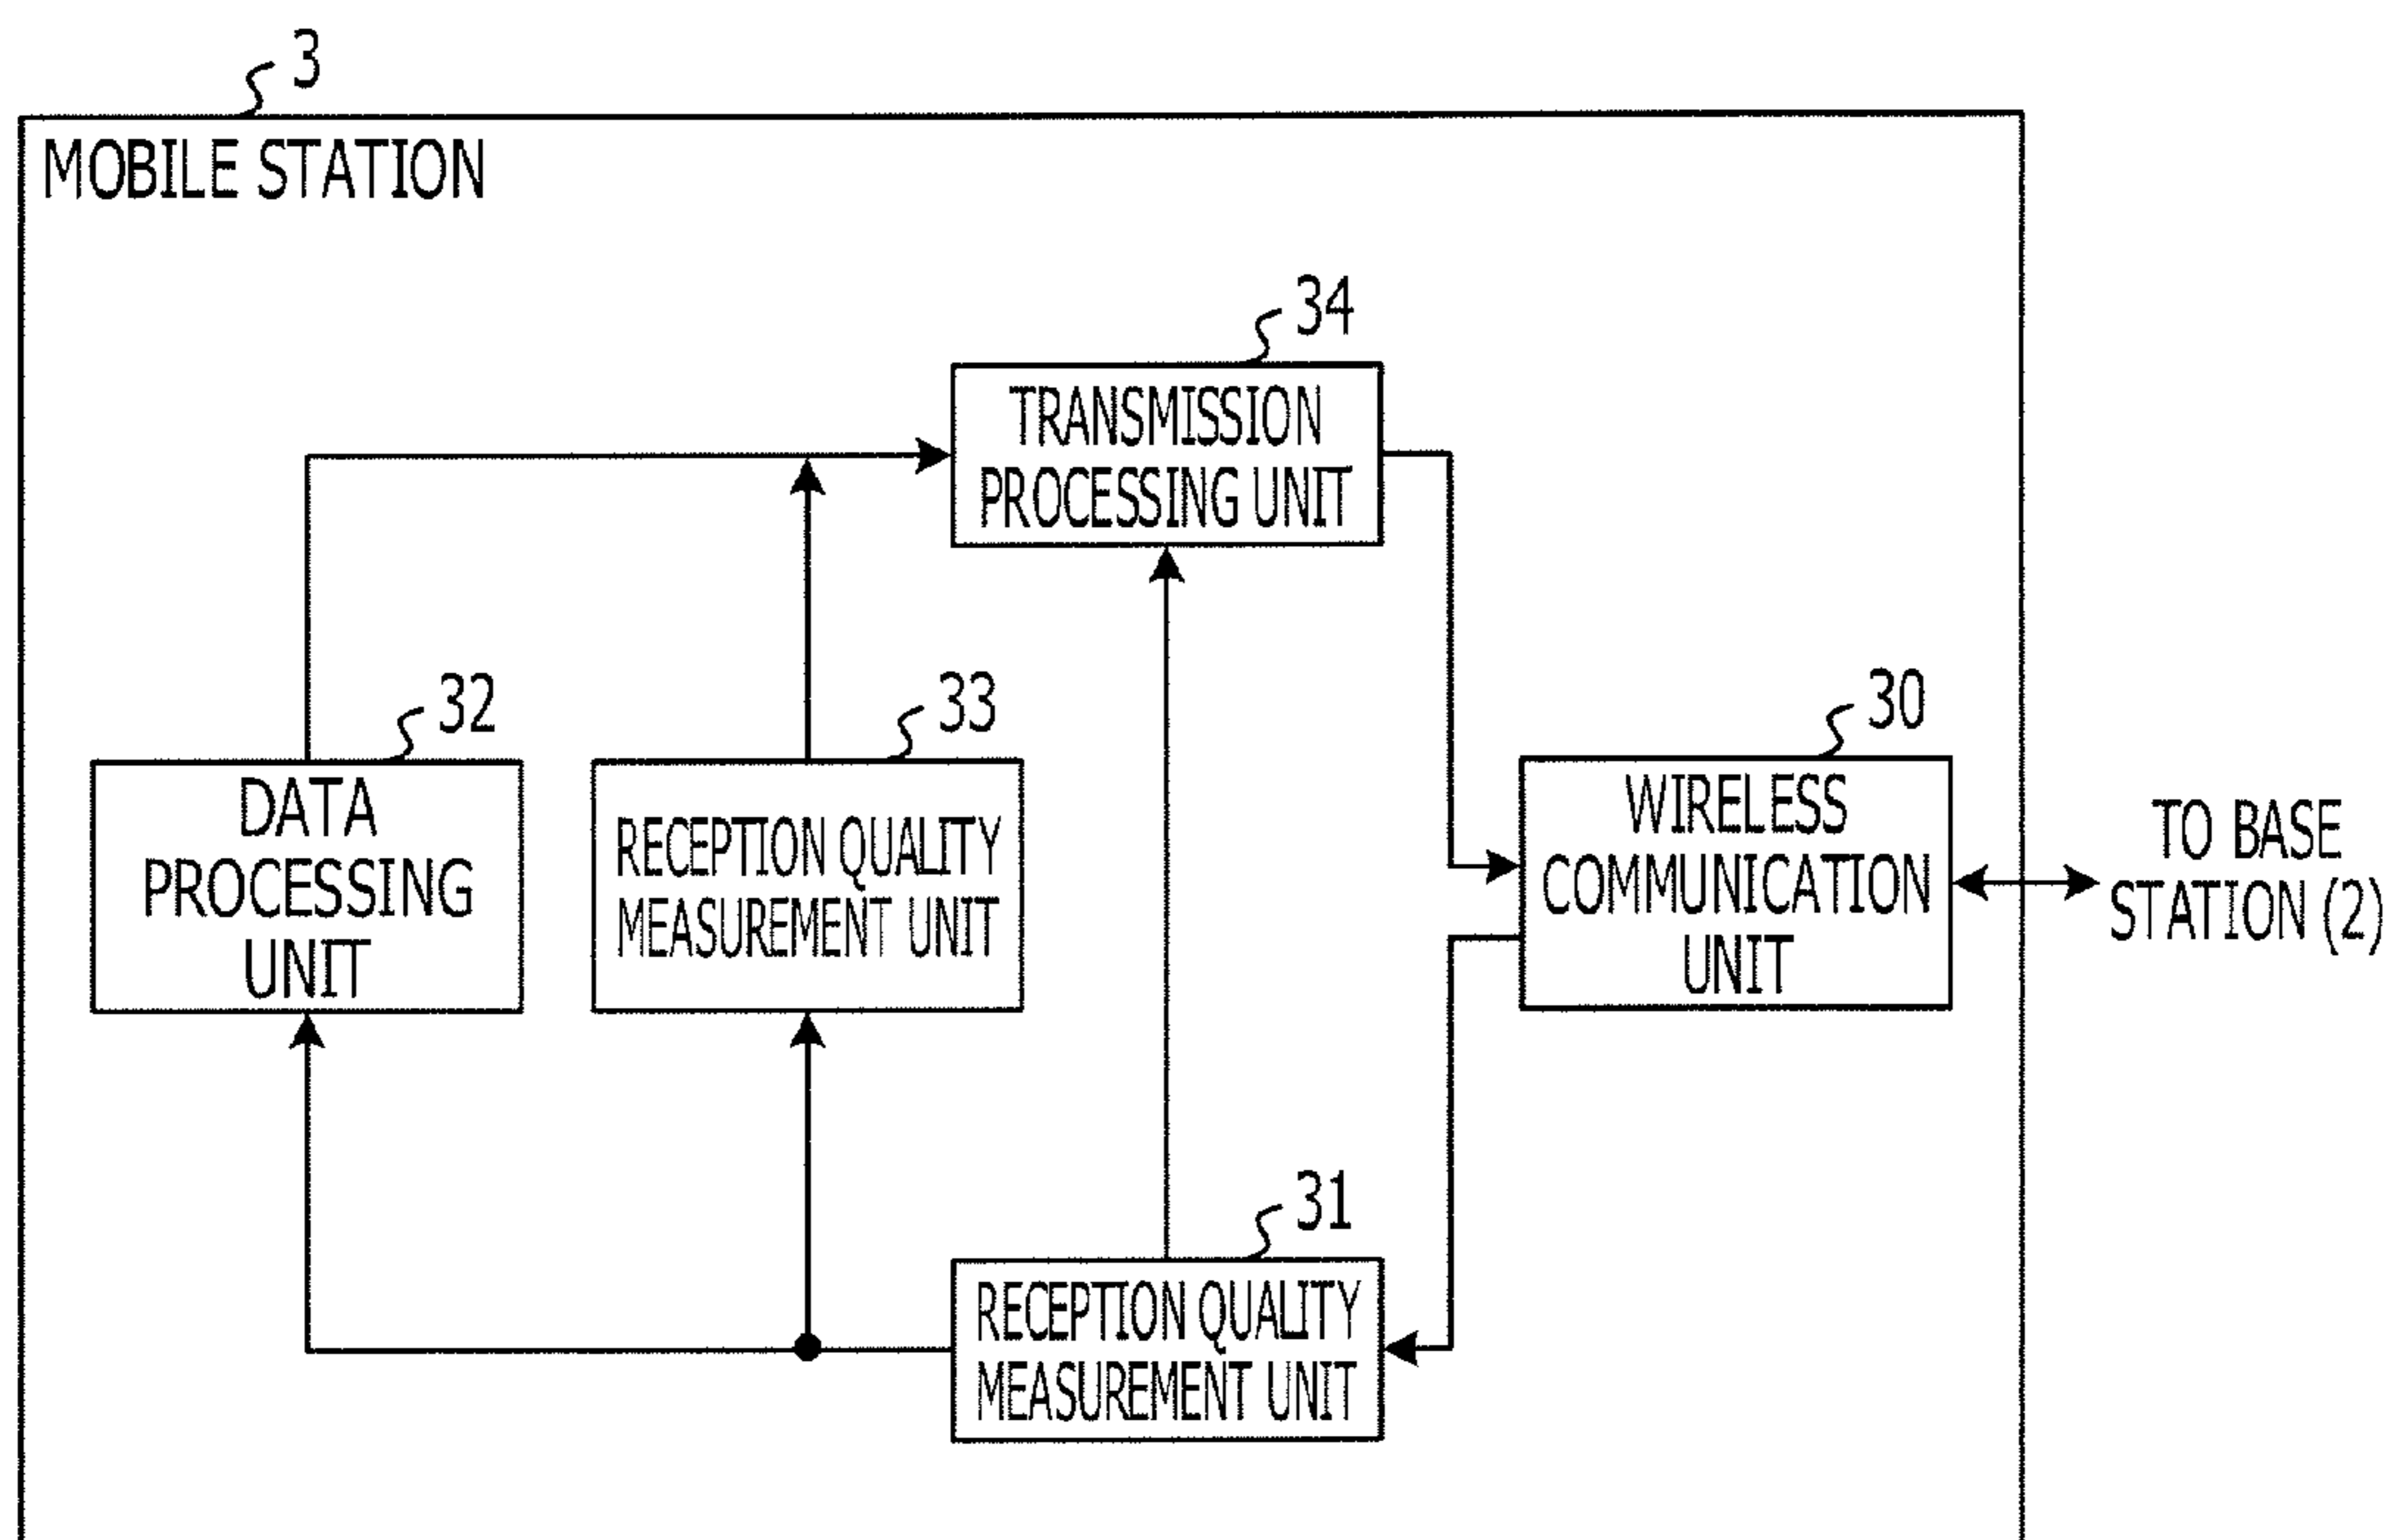 3
MOBILE STATION
34
TRANSMISSION
PROCESSING UNIT
32
DATA
PROCESSING
UNIT
33
RECEPTION QUALITY
MEASUREMENT UNIT
30
WIRELESS
COMMUNICATION
UNIT
TO BASE
STATION (2)
31
RECEPTION QUALITY
MEASUREMENT UNIT